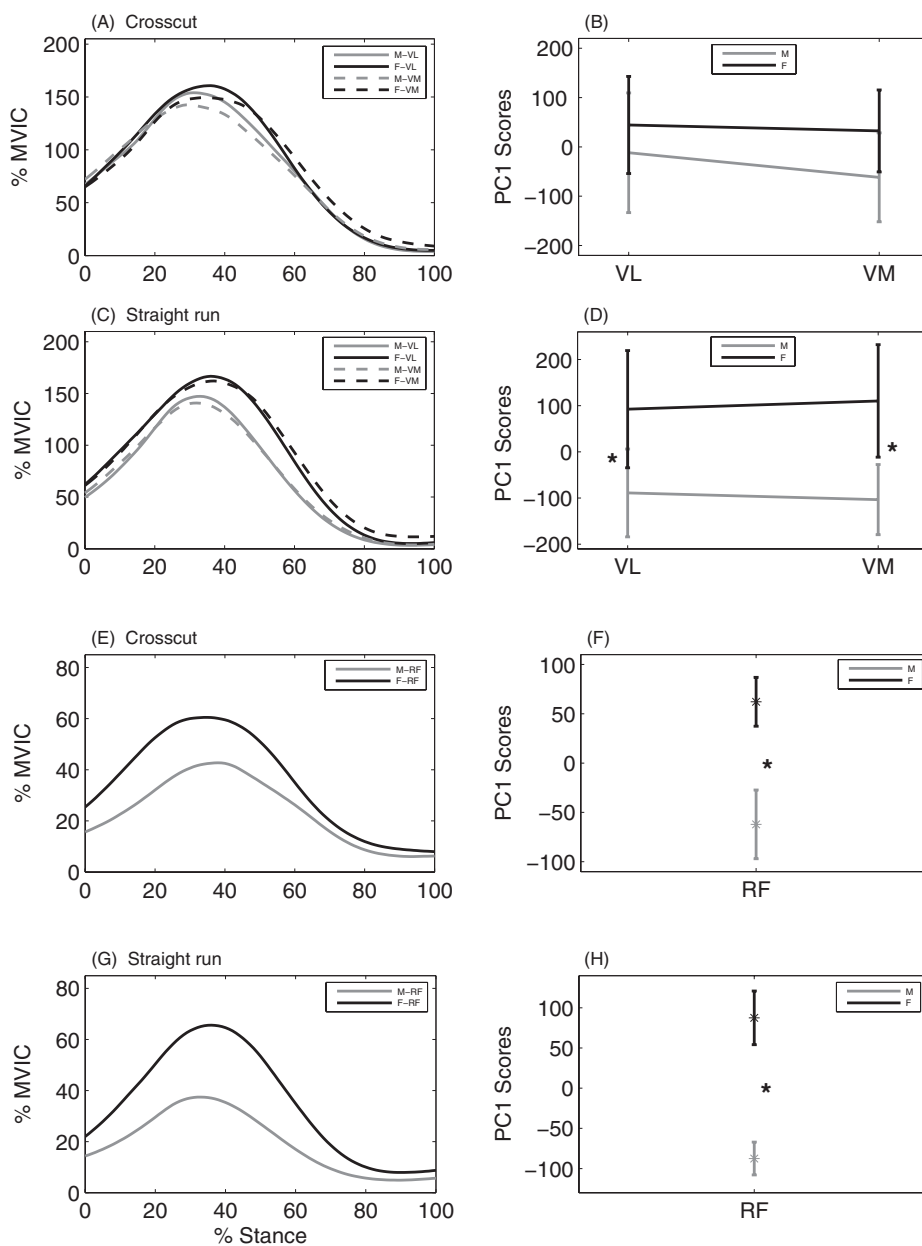 (A) Crosscut
200
150
100
50
0
% MVIC
0 20 40 60 80 100
M-VL
F-VL
M-VM
F-VM
(B)
200
100
0
−100
−200
PC1 Scores
VL VM
M
F
(C) Straight run
200
150
100
50
0
% MVIC
0 20 40 60 80 100
M-VL
F-VL
M-VM
F-VM
(D)
200
100
0
−100
−200
PC1 Scores
VL VM
M
F
*
*
(E) Crosscut
80
60
40
20
0
% MVIC
0 20 40 60 80 100
M-RF
F-RF
(F)
100
50
0
−50
−100
PC1 Scores
RF
M
F
*
(G) Straight run
80
60
40
20
0
% MVIC
0 20 40 60 80 100
% Stance
M-RF
F-RF
(H)
100
50
0
−50
−100
PC1 Scores
RF
M
F
*